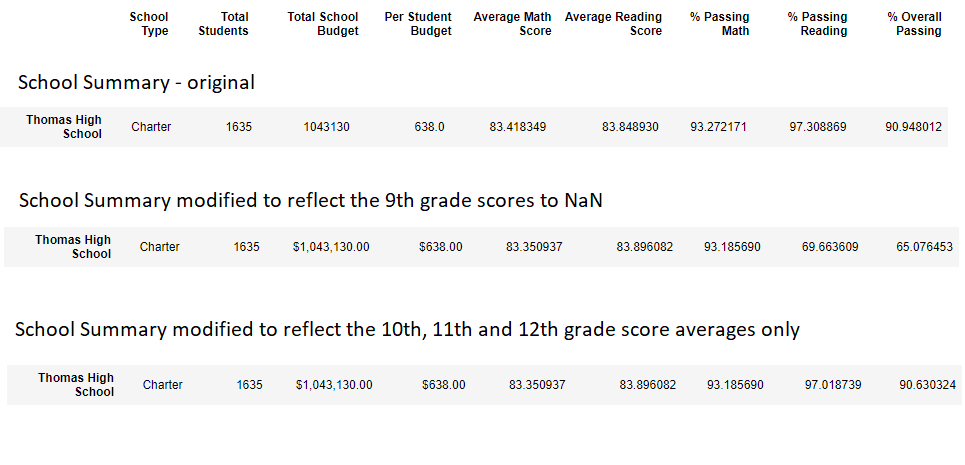 School Type Total Students Total School Budget Per Student Budget Average Math Score Average Reading Score % Passing Math % Passing Reading % Overall Passing
School Summary - original
Thomas High School Charter 1635 1043130 638.0 83.418349 83.848930 93.272171 97.308869 90.948012
School Summary modified to reflect the 9th grade scores to NaN
Thomas High School Charter 1635 $1,043,130.00 $638.00 83.350937 83.896082 93.185690 69.663609 65.076453
School Summary modified to reflect the 10th, 11th and 12th grade score averages only
Thomas High School Charter 1635 $1,043,130.00 $638.00 83.350937 83.896082 93.185690 97.018739 90.630324